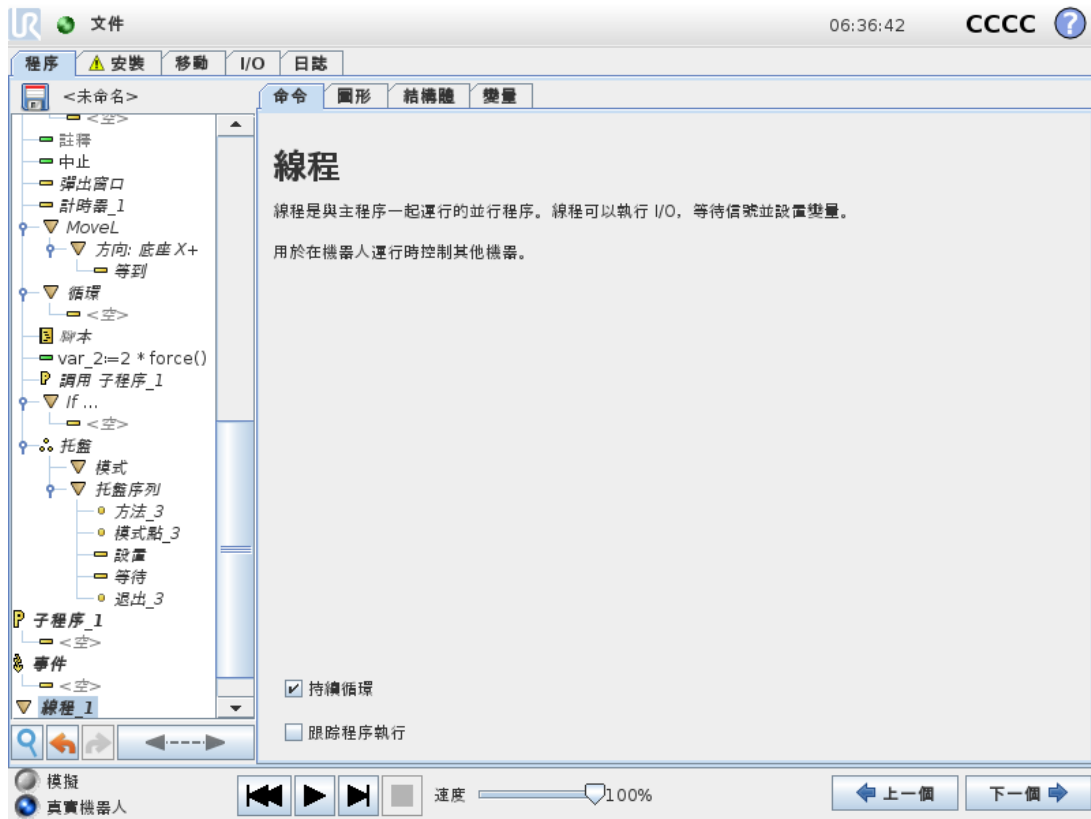 UR 文件 06:36:42 CCCC ?
程序 安裝 移動 I/O 日誌
<未命名>
命令 圖形 結構體 變量
<空>
註釋
中止
彈出窗口
計時器_1
MoveL
方向: 底座 X+
等到
循環
<空>
腳本
var_2:=2 * force()
調用 子程序_1
If ...
<空>
托盤
模式
托盤序列
方法_3
模式點_3
設置
等待
退出_3
子程序_1
<空>
事件
<空>
線程_1
線程
線程是與主程序一起運行的並行程序。線程可以執行 I/O，等待信號並設置變量。
用於在機器人運行時控制其他機器。
持續循環
跟踪程序執行
模擬
真實機器人
速度 100%
上一個 下一個